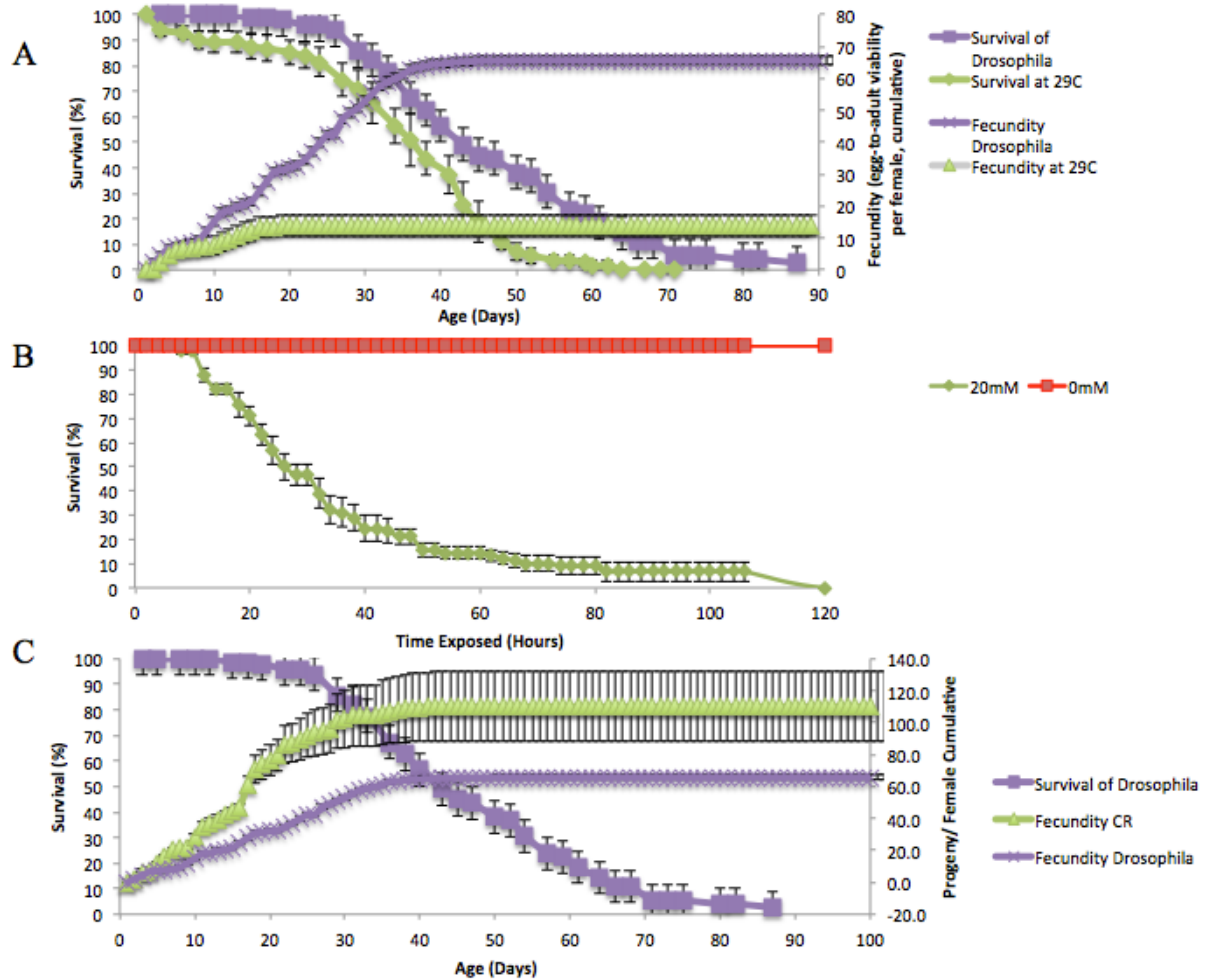 A
Survival (%)
100
90
80
70
60
50
40
30
20
10
0
0 10 20 30 40 50 60 70 80 90
Age (Days)
80
70
60
50
40
30
20
10
0
Fecundity (egg-to-adult viability
per female, cumulative)
Survival of
Drosophila
Survival at 29C
Fecundity
Drosophila
Fecundity at 29C
B
Survival (%)
100
90
80
70
60
50
40
30
20
10
0
0 20 40 60 80 100 120
Time Exposed (Hours)
20mM 0mM
C
Survival (%)
100
90
80
70
60
50
40
30
20
10
0
0 10 20 30 40 50 60 70 80 90 100
Age (Days)
140.0
120.0
100.0
80.0
60.0
40.0
20.0
0.0
-20.0
Progeny/ Female Cumulative
Survival of Drosophila
Fecundity CR
Fecundity Drosophila